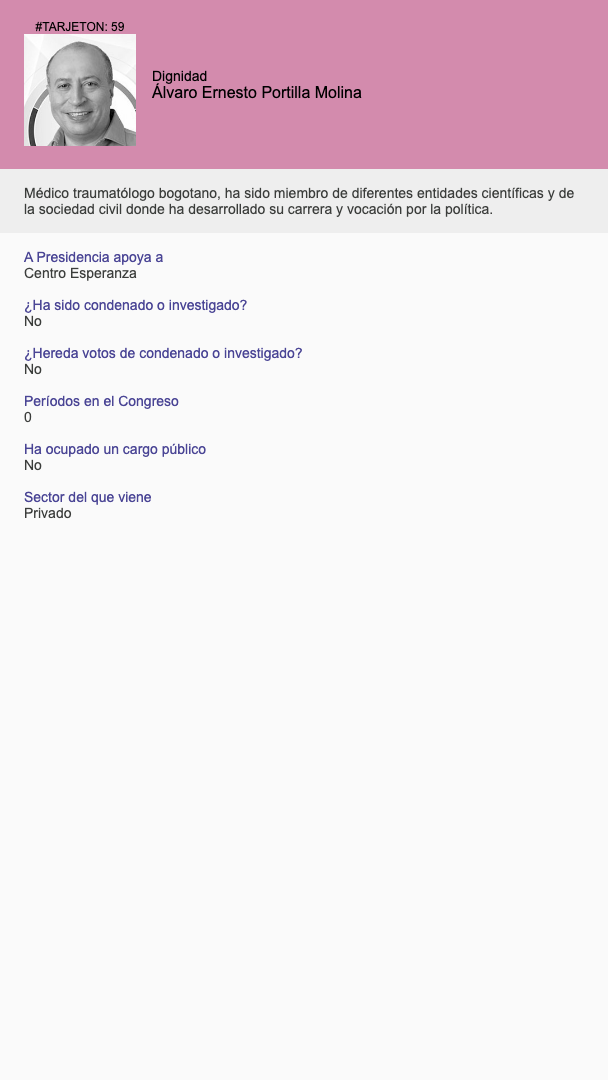 #TARJETON: 59
Dignidad
Álvaro Ernesto Portilla Molina
Médico traumatólogo bogotano, ha sido miembro de diferentes entidades científicas y de
la sociedad civil donde ha desarrollado su carrera y vocación por la política.
A Presidencia apoya a
Centro Esperanza
¿Ha sido condenado o investigado?
No
¿Hereda votos de condenado o investigado?
No
Períodos en el Congreso
0
Ha ocupado un cargo público
No
Sector del que viene
Privado